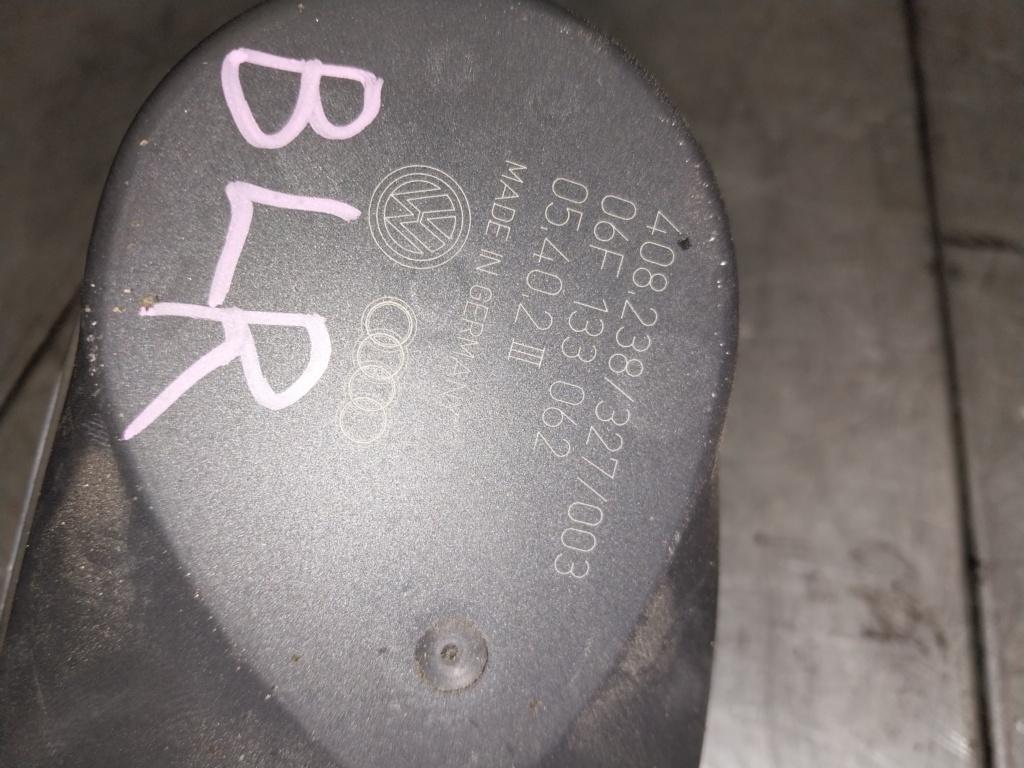 BLR
408.238/327/003
06F 133 062
05.40.2 III
MADE IN GERMANY